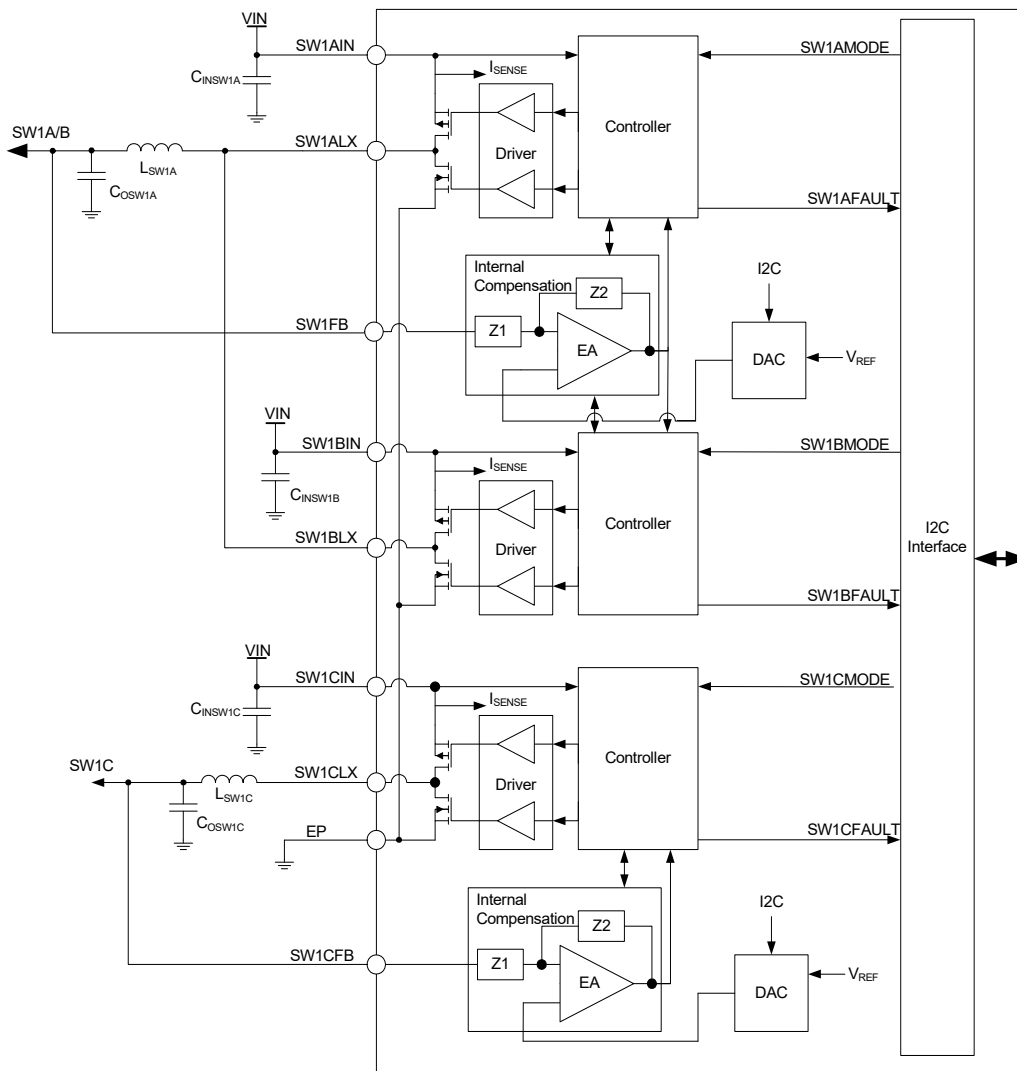 VIN
SW1AIN
CINSW1A
ISENSE
SW1AMODE
Controller
SW1A/B
LSW1A
SW1ALX
Driver
COSW1A
SW1AFAULT
Internal
Compensation
Z2
I2C
SW1FB
Z1
EA
DAC
VREF
VIN
SW1BIN
SW1BMODE
ISENSE
CINSW1B
Controller
I2C
Interface
SW1BLX
Driver
SW1BFAULT
VIN
SW1CIN
SW1CMODE
ISENSE
CINSW1C
Controller
SW1C
LSW1C
SW1CLX
Driver
COSW1C
EP
SW1CFAULT
Internal
Compensation
Z2
I2C
SW1CFB
Z1
EA
DAC
VREF